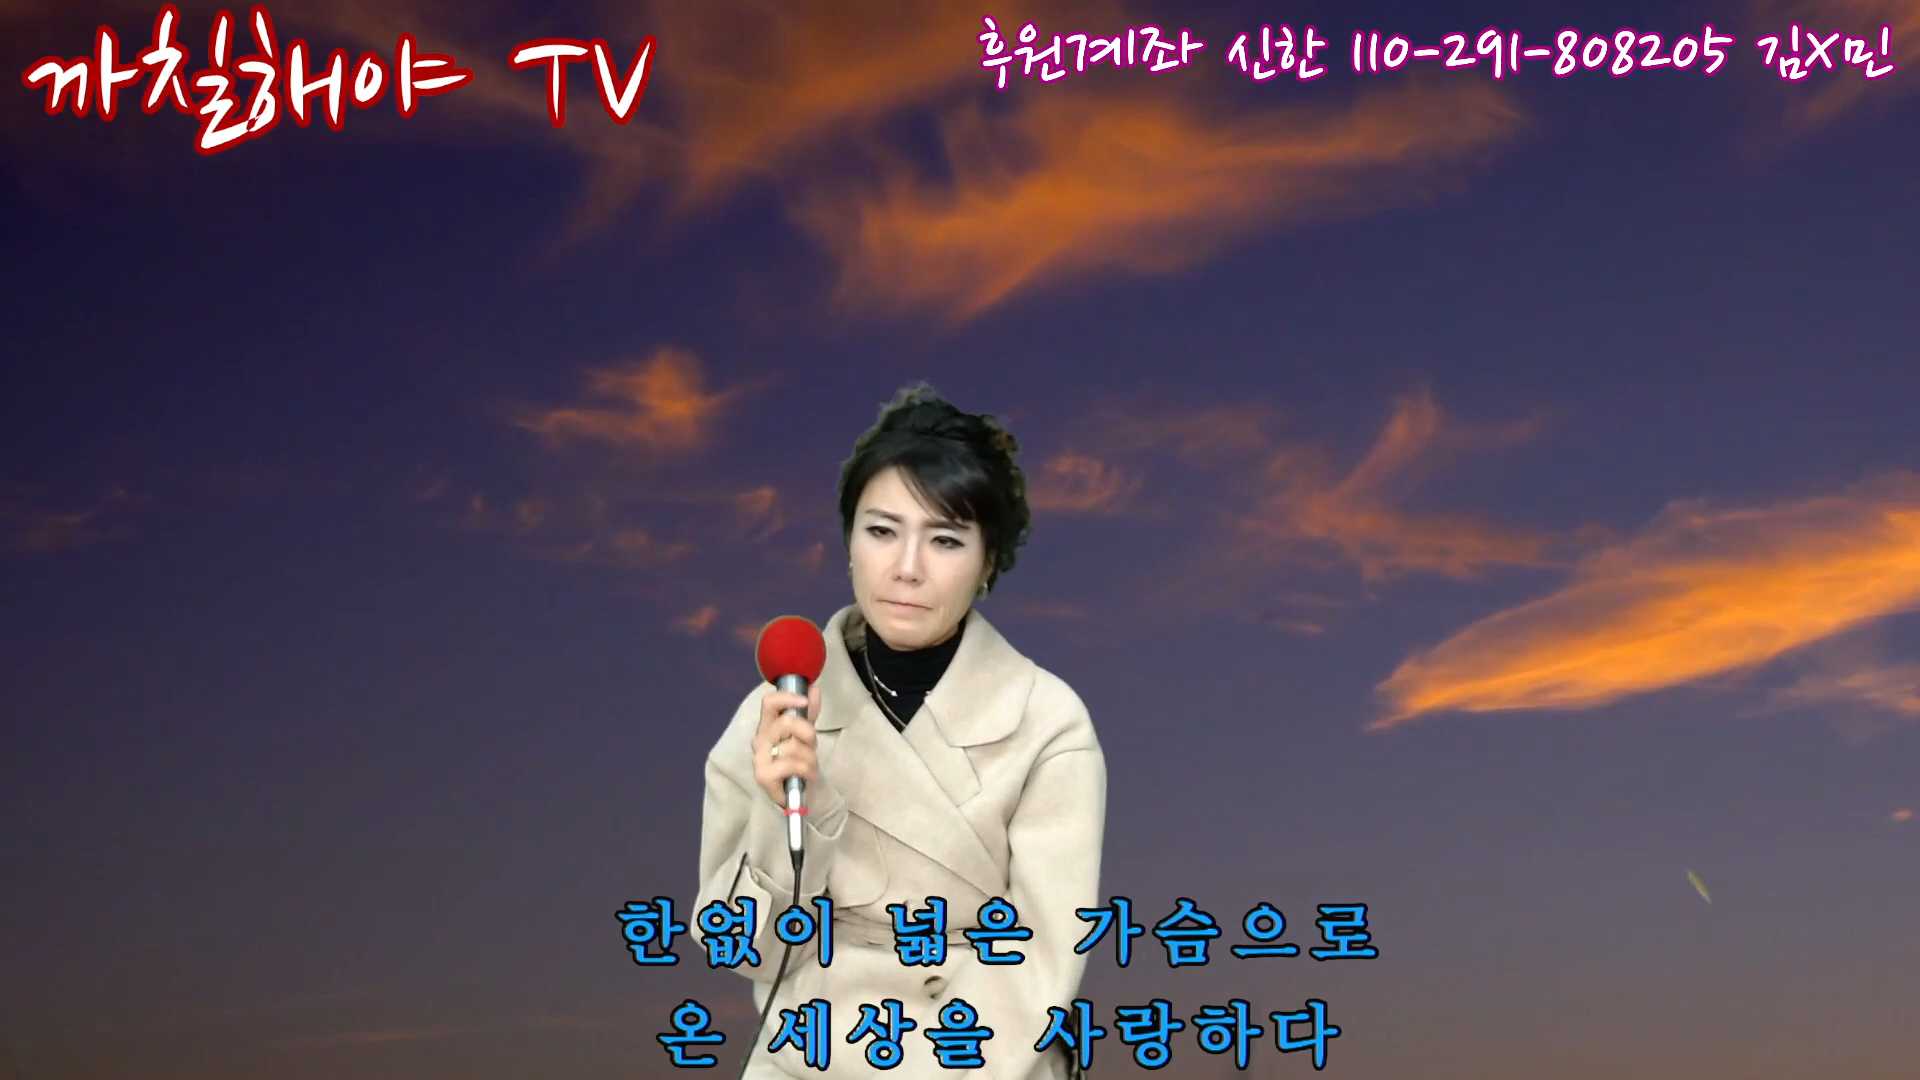 까칠해야 TV
후원계좌 신한 110-291-808205 김X민
한없이 넓은 가슴으로
온 세상을 사랑하다